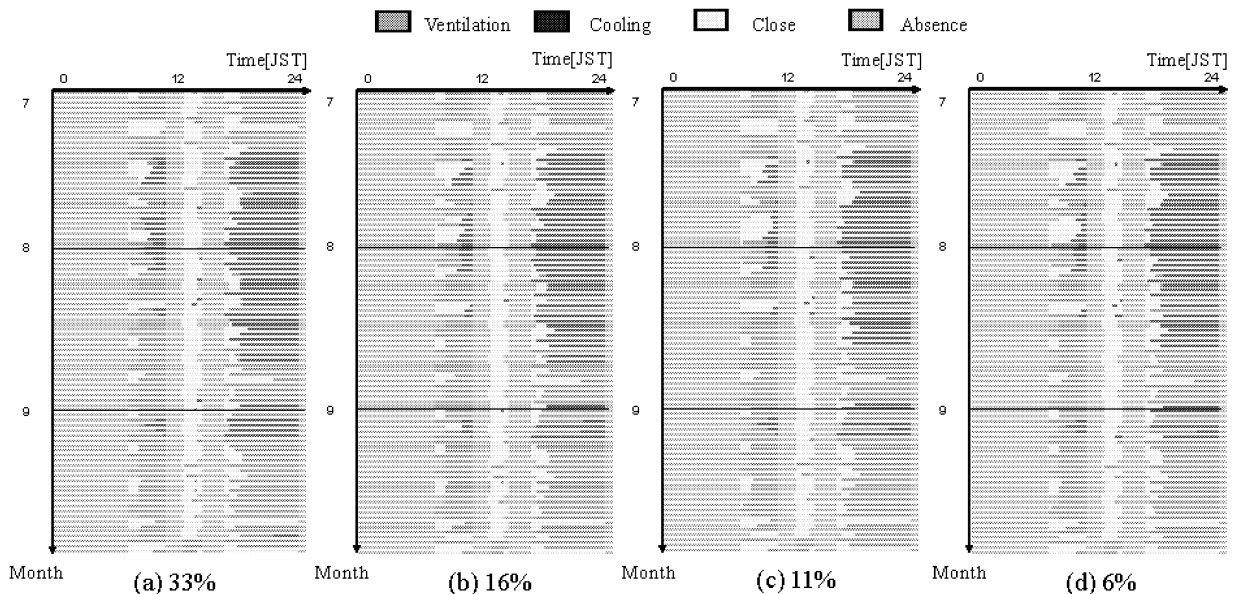 Ventilation Cooling Close Absence
Time[JST] Time[JST] Time[JST] Time[JST]
0 12 24 0 12 24 0 12 24 0 12 24
7 7 7 7
8 8 8 8
9 9 9 9
Month Month Month Month
(a) 33% (b) 16% (c) 11% (d) 6%